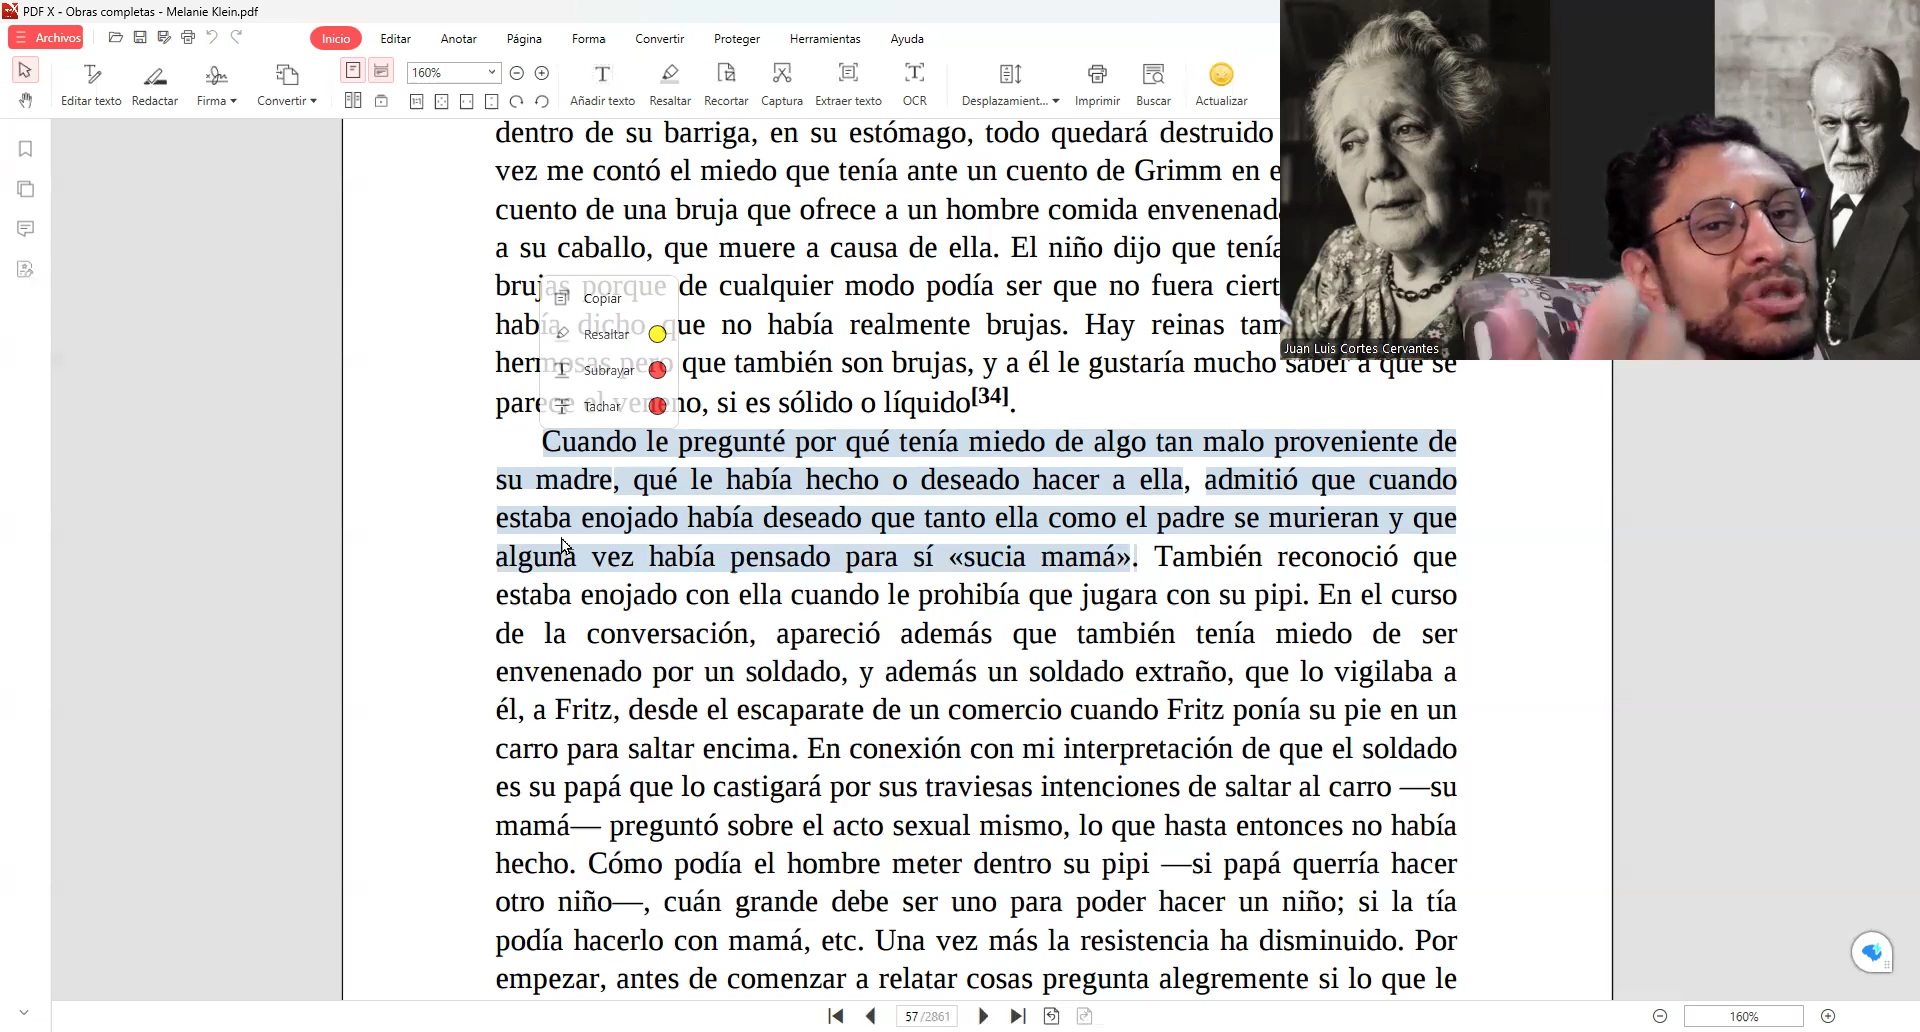 PDF X - Obras completas - Melanie Klein.pdf
Archivos
Inicio
Editar
Anotar
Página
Forma
Convertir
Proteger
Herramientas
Ayuda
160%
Editar texto
Redactar
Firma
Convertir
Añadir texto
Resaltar
Recortar
Captura
Extraer texto
OCR
Desplazamient...
Imprimir
Buscar
Actualizar
dentro de su barriga, en su estómago, todo quedará destruido
vez me contó el miedo que tenía ante un cuento de Grimm en e
cuento de una bruja que ofrece a un hombre comida envenenada
a su caballo, que muere a causa de ella. El niño dijo que tenía
brujas porque de cualquier modo podía ser que no fuera ciert
había dicho que no había realmente brujas. Hay reinas tam
hermosas pero que también son brujas, y a él le gustaría mucho saber a qué se
parece el veneno, si es sólido o líquido[34].
Copiar
Resaltar
Subrayar
Tachar
Cuando le pregunté por qué tenía miedo de algo tan malo proveniente de
su madre, qué le había hecho o deseado hacer a ella, admitió que cuando
estaba enojado había deseado que tanto ella como el padre se murieran y que
alguna vez había pensado para sí «sucia mamá». También reconoció que
estaba enojado con ella cuando le prohibía que jugara con su pipi. En el curso
de la conversación, apareció además que también tenía miedo de ser
envenenado por un soldado, y además un soldado extraño, que lo vigilaba a
él, a Fritz, desde el escaparate de un comercio cuando Fritz ponía su pie en un
carro para saltar encima. En conexión con mi interpretación de que el soldado
es su papá que lo castigará por sus traviesas intenciones de saltar al carro —su
mamá— preguntó sobre el acto sexual mismo, lo que hasta entonces no había
hecho. Cómo podía el hombre meter dentro su pipi —si papá querría hacer
otro niño—, cuán grande debe ser uno para poder hacer un niño; si la tía
podía hacerlo con mamá, etc. Una vez más la resistencia ha disminuido. Por
empezar, antes de comenzar a relatar cosas pregunta alegremente si lo que le
Juan Luis Cortes Cervantes
57 /2861
160%